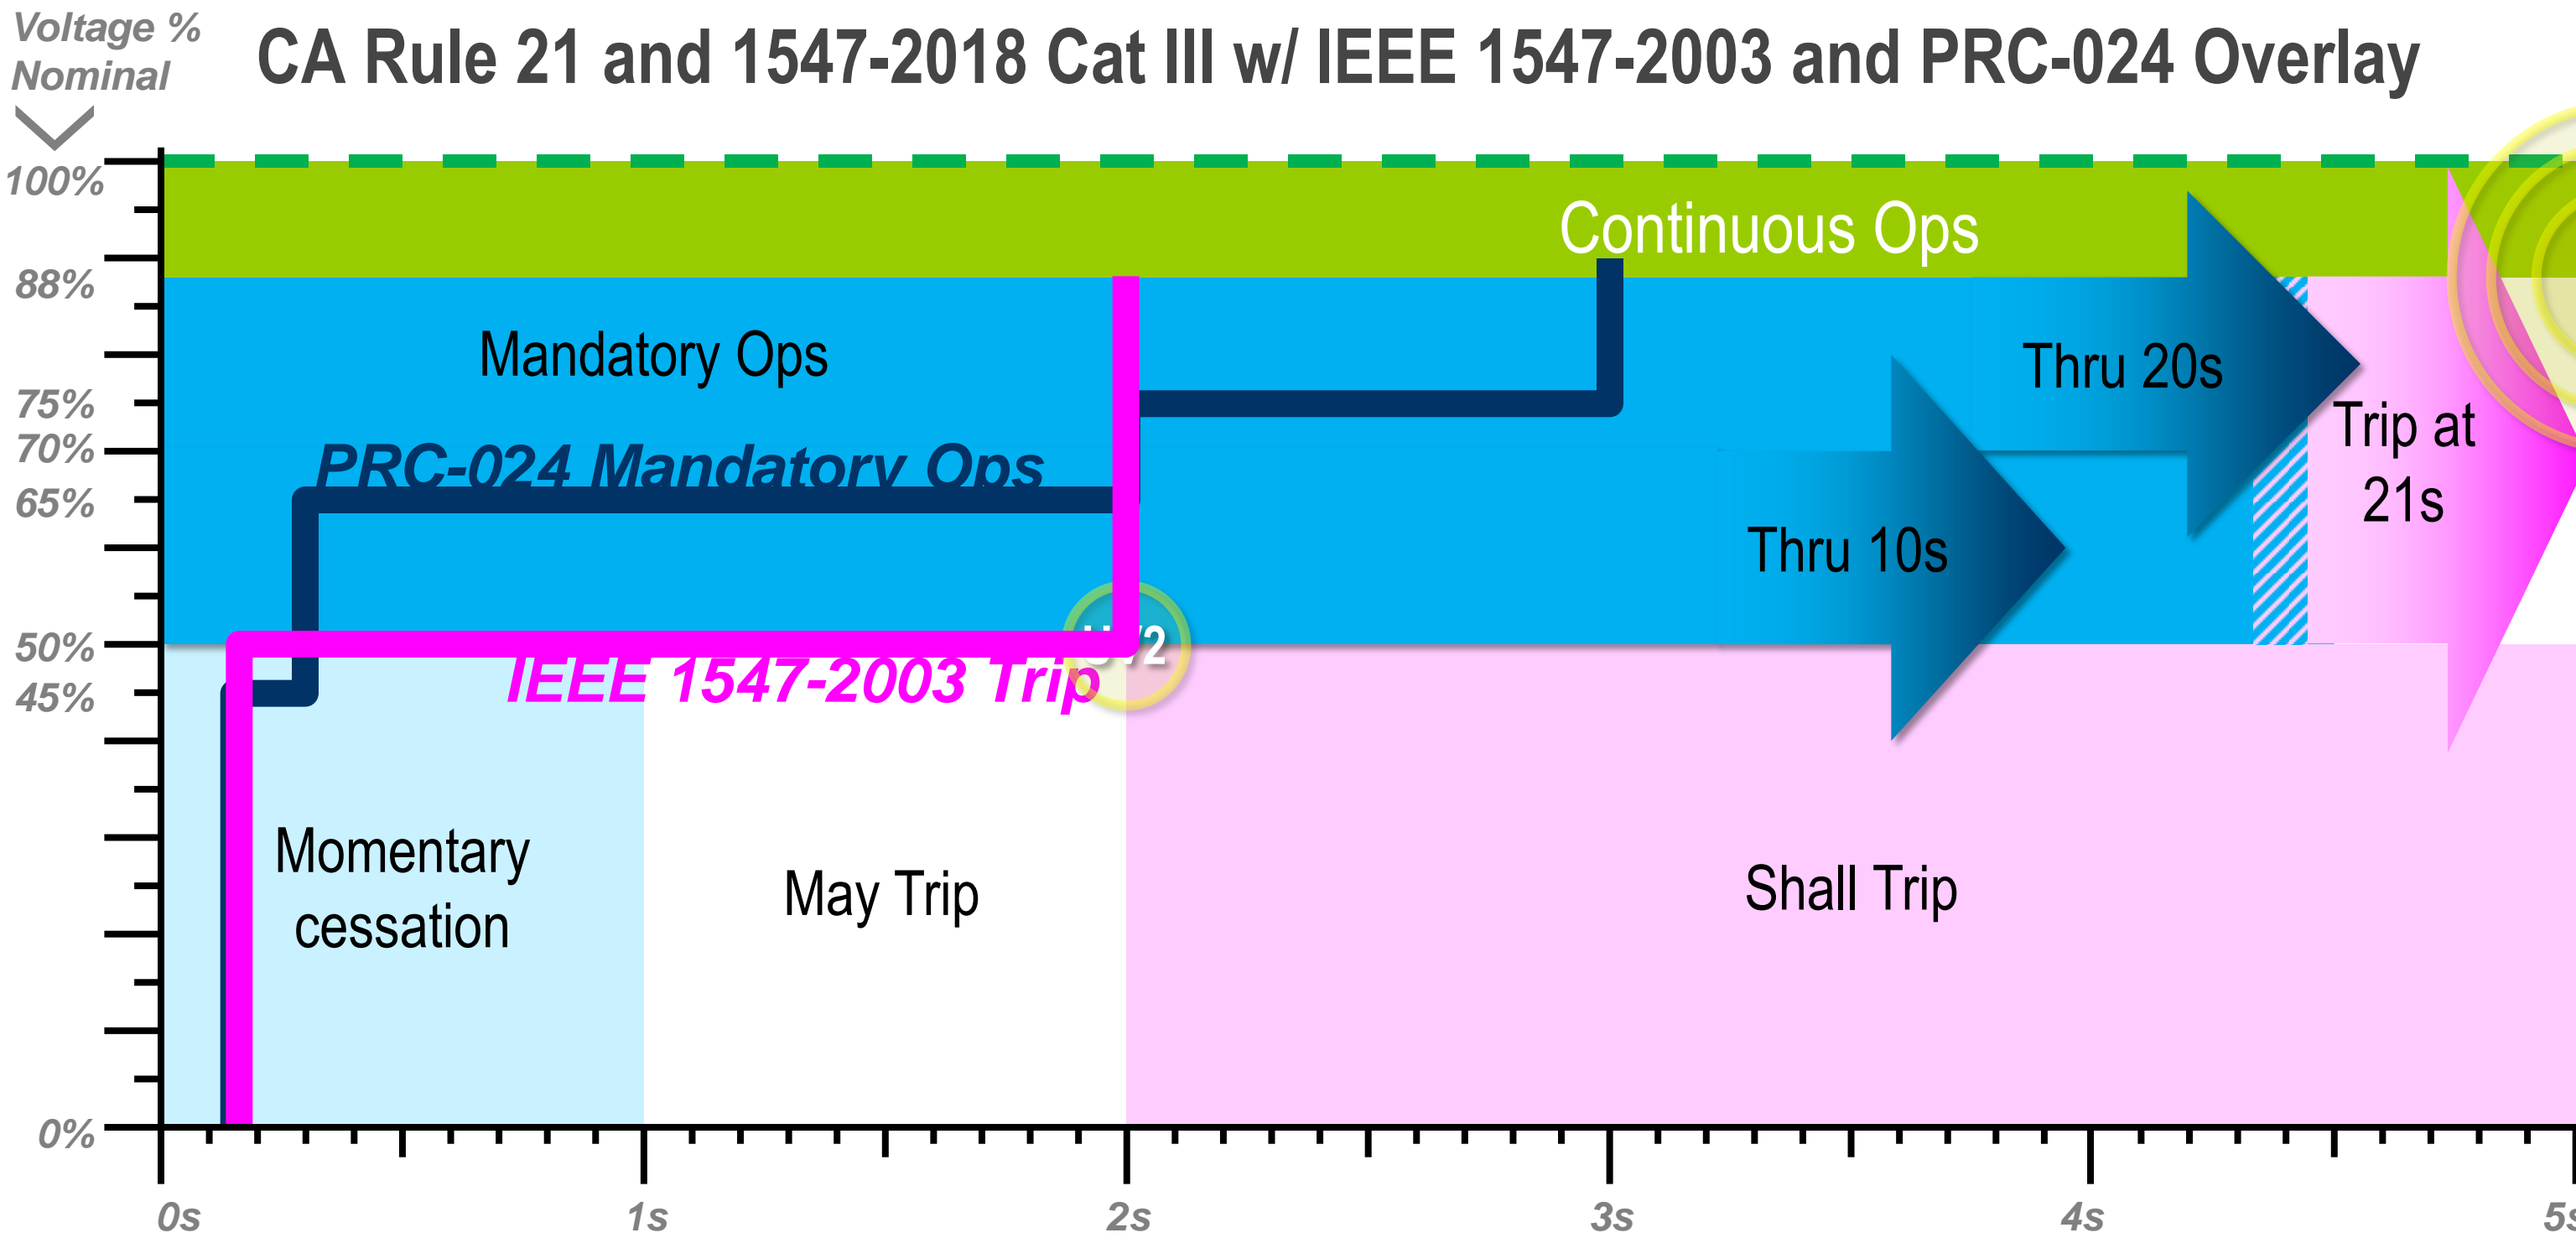 Voltage %
Nominal
CA Rule 21 and 1547-2018 Cat III w/ IEEE 1547-2003 and PRC-024 Overlay
100%
Continuous Ops
88%
Mandatory Ops
Thru 20s
75%
Trip at
21s
70%
PRC-024 Mandatory Ops
65%
Thru 10s
50%
45%
IEEE 1547-2003 Trip
Momentary
cessation
May Trip
Shall Trip
0%
0s
1s
2s
3s
4s